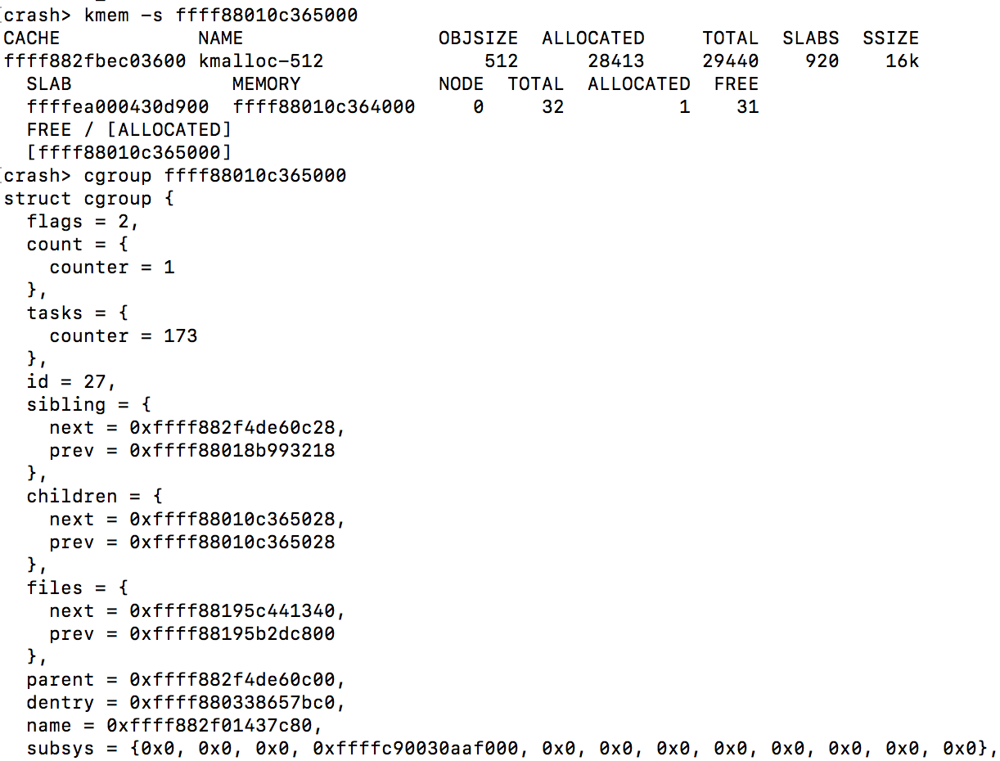 crash> kmem -s ffff88010c365000
CACHE NAME OBJSIZE ALLOCATED TOTAL SLABS SSIZE
ffff882fbec03600 kmalloc-512 512 28413 29440 920 16k
SLAB MEMORY NODE TOTAL ALLOCATED FREE
ffffea000430d900 ffff88010c364000 0 32 1 31
FREE / [ALLOCATED]
[ffff88010c365000]
crash> cgroup ffff88010c365000
struct cgroup {
flags = 2,
count = {
counter = 1
},
tasks = {
counter = 173
},
id = 27,
sibling = {
next = 0xffff882f4de60c28,
prev = 0xffff88018b993218
},
children = {
next = 0xffff88010c365028,
prev = 0xffff88010c365028
},
files = {
next = 0xffff88195c441340,
prev = 0xffff88195b2dc800
},
parent = 0xffff882f4de60c00,
dentry = 0xffff880338657bc0,
name = 0xffff882f01437c80,
subsys = {0x0, 0x0, 0x0, 0xffffc90030aaf000, 0x0, 0x0, 0x0, 0x0, 0x0, 0x0, 0x0, 0x0},